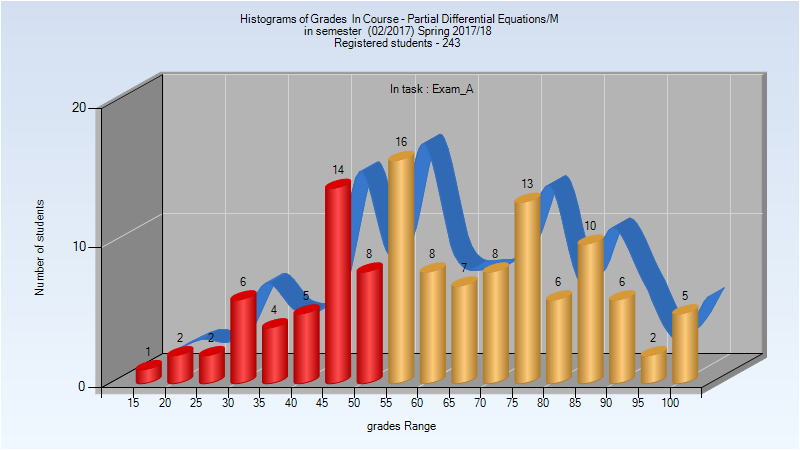 Histograms of Grades In Course - Partial Differential Equations/M
in semester (02/2017) Spring 2017/18
Registered students - 243
In task : Exam_A
20
10
0
Number of students
1 2 2 6 4 5 14 8 16 8 7 8 13 6 10 6 2 5
15 20 25 30 35 40 45 50 55 60 65 70 75 80 85 90 95 100
grades Range